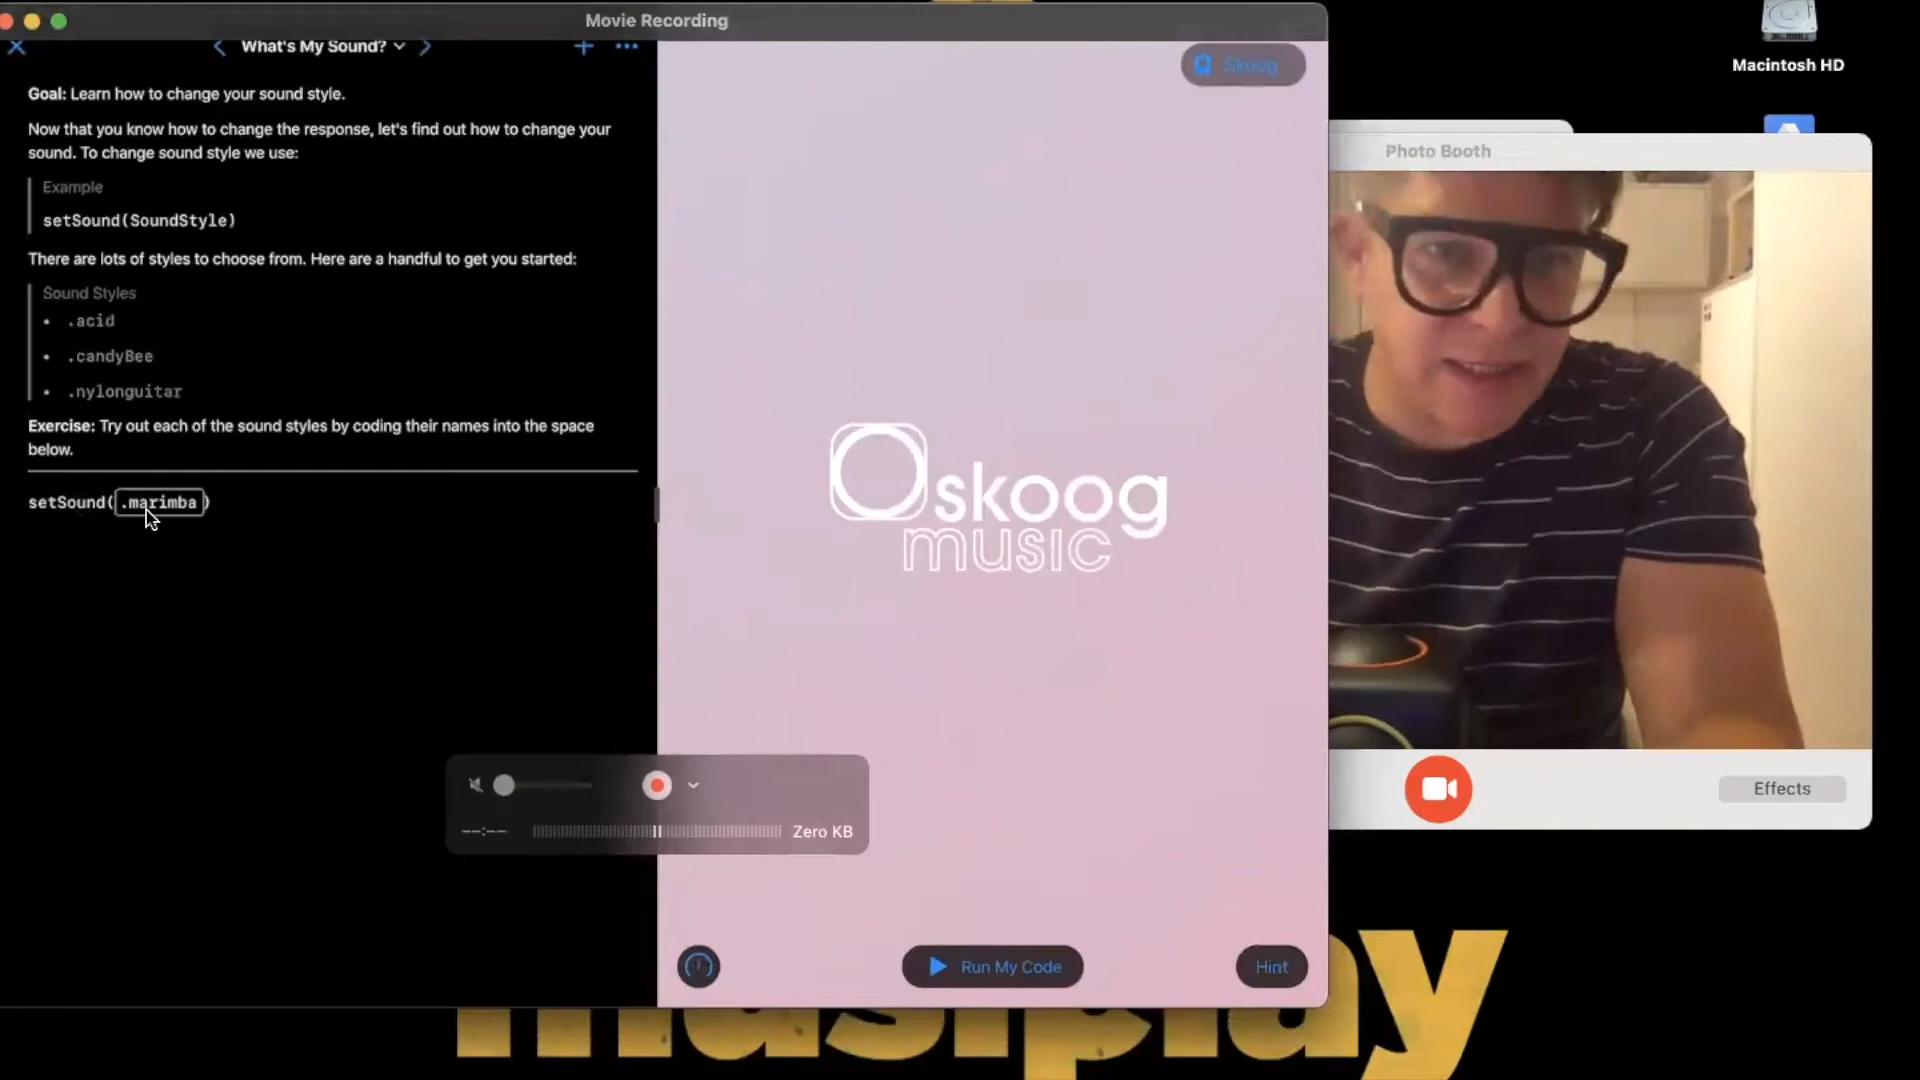 Movie Recording
What's My Sound?
Goal: Learn how to change your sound style.
Now that you know how to change the response, let's find out how to change your
sound. To change sound style we use:
Example
setSound(SoundStyle)
There are lots of styles to choose from. Here are a handful to get you started:
Sound Styles
• .acid
• .candyBee
• .nylonguitar
Exercise: Try out each of the sound styles by coding their names into the space
below.
setSound(.marimba)
--:--
Zero KB
Skoog
skoog
music
Run My Code
Hint
Macintosh HD
Photo Booth
Effects
musiplay